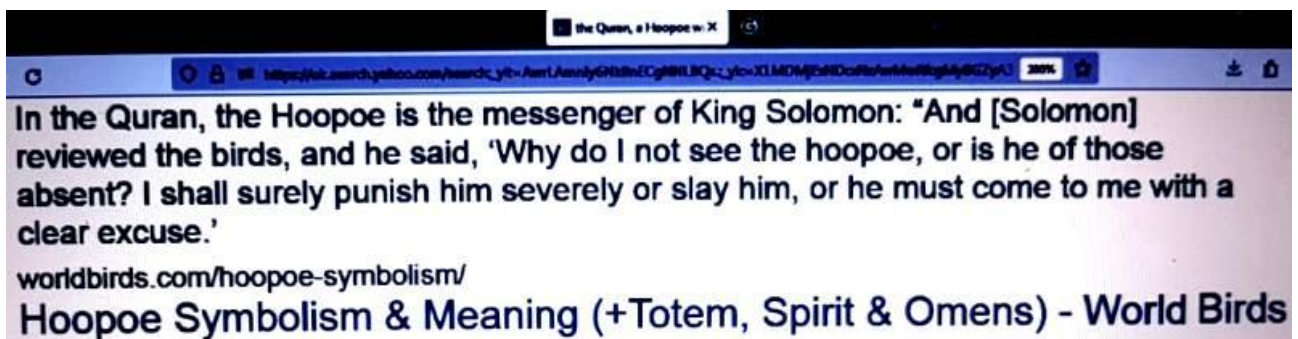 the Quran, a Hoopoe w
200%
In the Quran, the Hoopoe is the messenger of King Solomon: “And [Solomon]
reviewed the birds, and he said, ‘Why do I not see the hoopoe, or is he of those
absent? I shall surely punish him severely or slay him, or he must come to me with a
clear excuse.’
worldbirds.com/hoopoe-symbolism/
Hoopoe Symbolism & Meaning (+Totem, Spirit & Omens) - World Birds